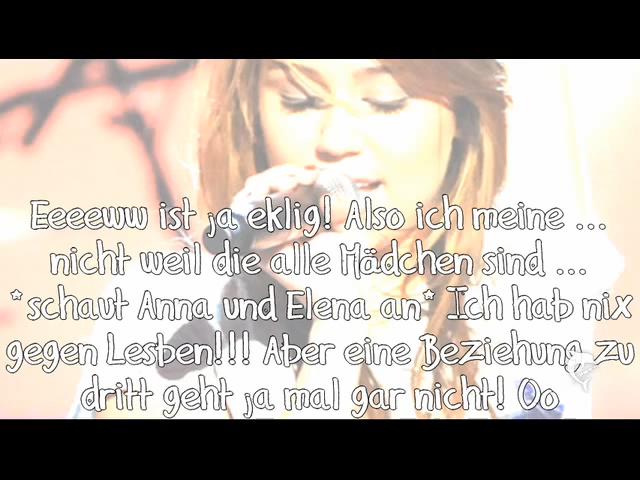 Eeeeww ist ja eklig! Also ich meine ...
nicht weil die alle Mädchen sind ...
*schaut Anna und Elena an* Ich hab nix
gegen Lesben!!! Aber eine Beziehung zu
dritt geht ja mal gar nicht! Oo